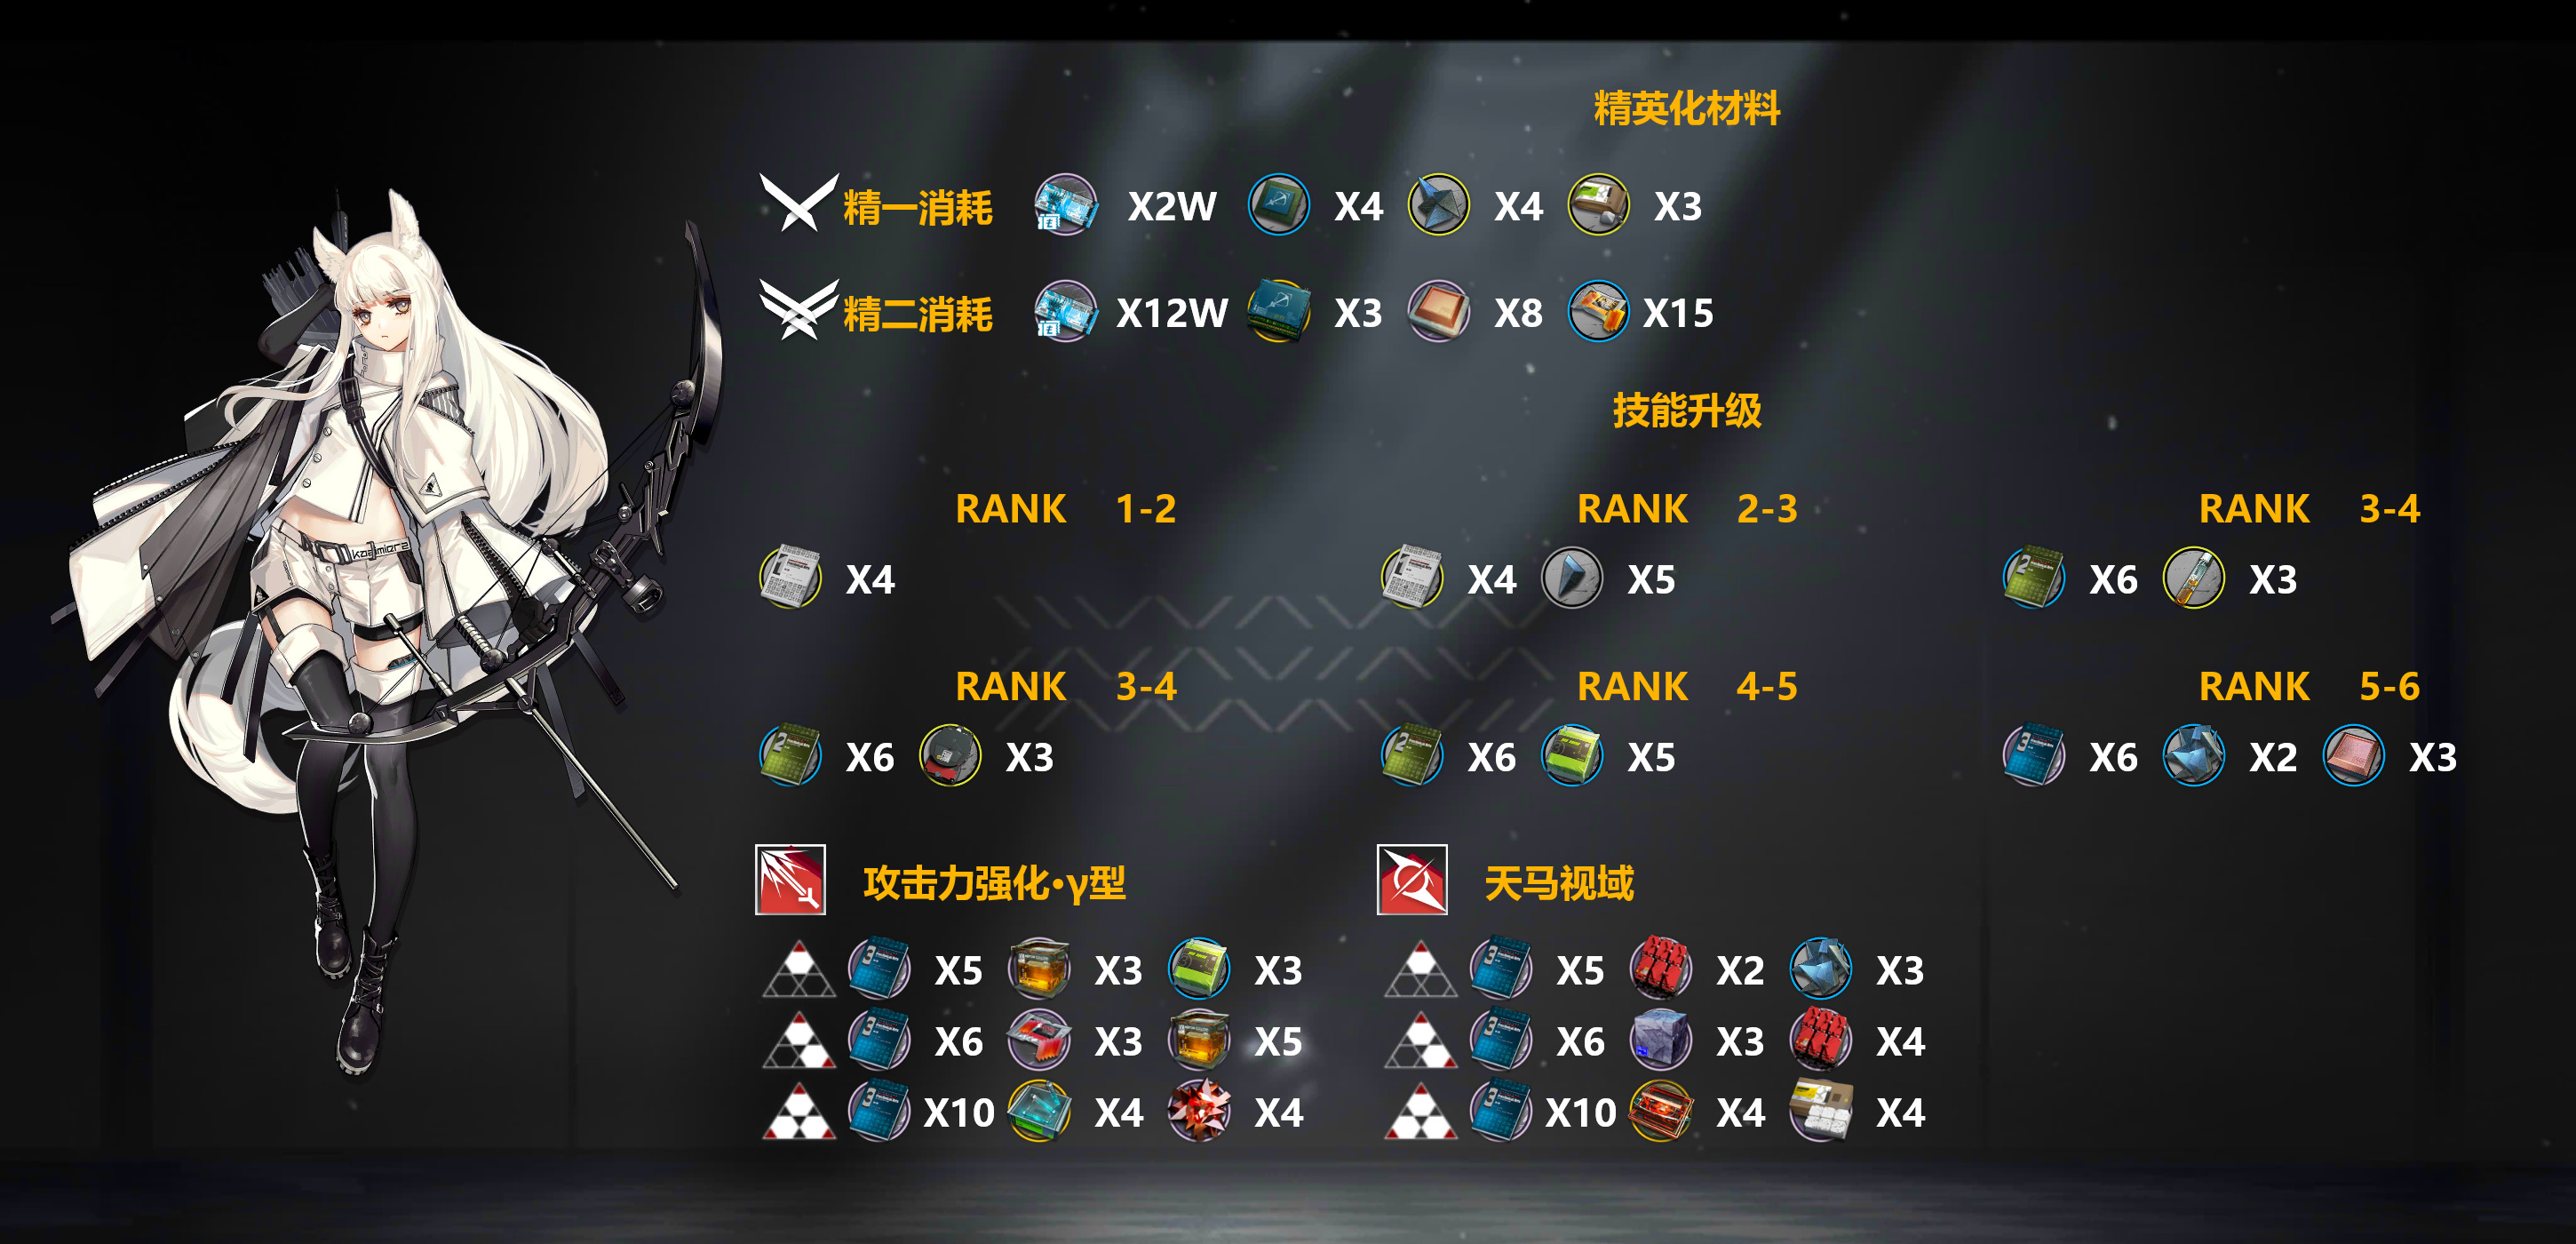 精英化材料
精一消耗 X2W X4 X4 X3
精二消耗 X12W X3 X8 X15
技能升级
RANK 1-2 RANK 2-3 RANK 3-4
X4 X4 X5 X6 X3
RANK 3-4 RANK 4-5 RANK 5-6
X6 X3 X6 X5 X6 X2 X3
攻击力强化·γ型 天马视域
X5 X3 X3 X5 X2 X3
X6 X3 X5 X6 X3 X4
X10 X4 X4 X10 X4 X4
kazimierz